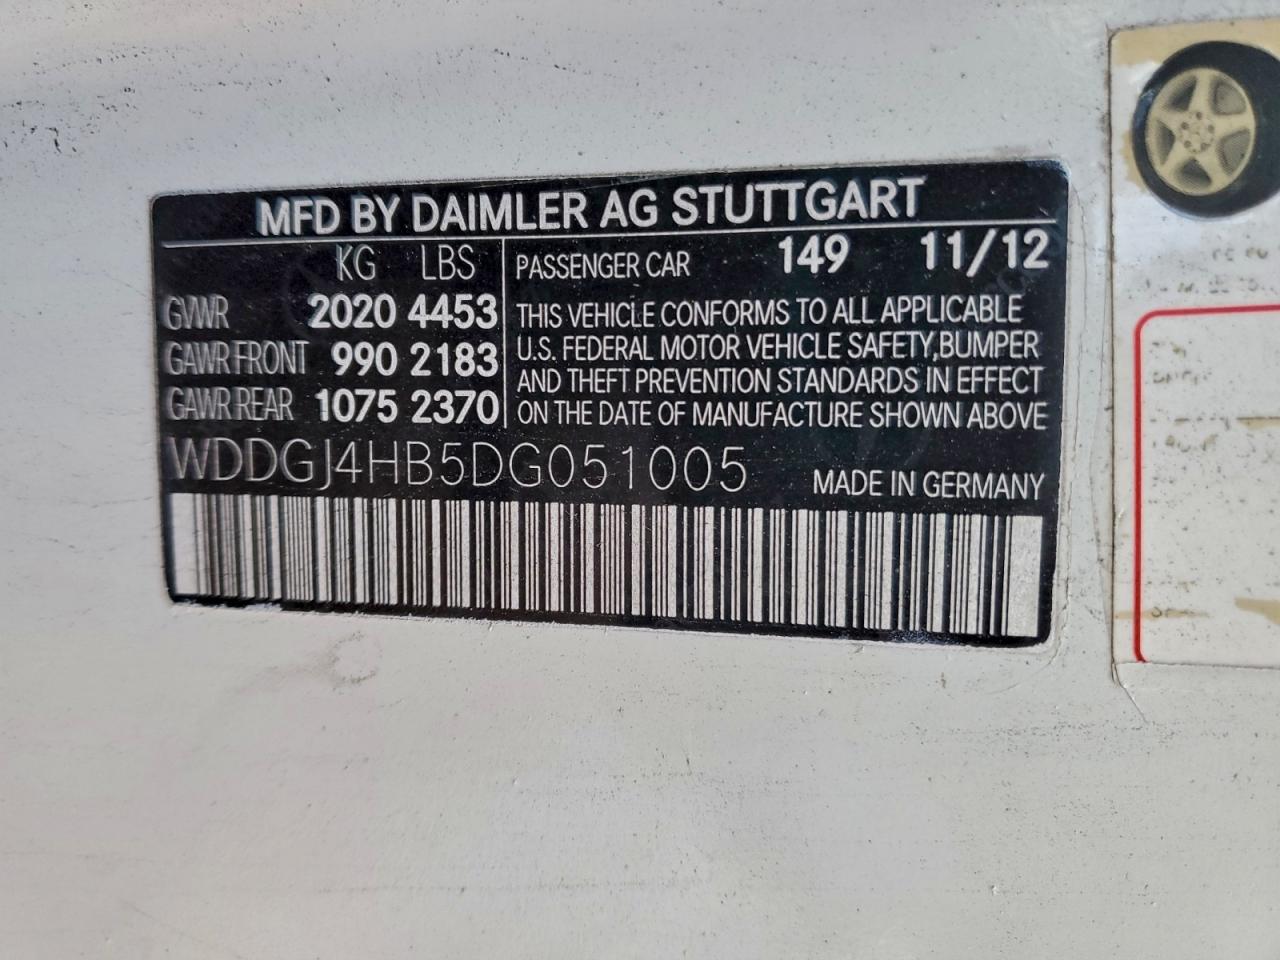 MFD BY DAIMLER AG STUTTGART
KG LBS
GVWR 2020 4453
GAWR FRONT 990 2183
GAWR REAR 1075 2370
PASSENGER CAR 149 11/12
THIS VEHICLE CONFORMS TO ALL APPLICABLE
U.S. FEDERAL MOTOR VEHICLE SAFETY, BUMPER
AND THEFT PREVENTION STANDARDS IN EFFECT
ON THE DATE OF MANUFACTURE SHOWN ABOVE
WDDGJ4HB5DG051005
MADE IN GERMANY